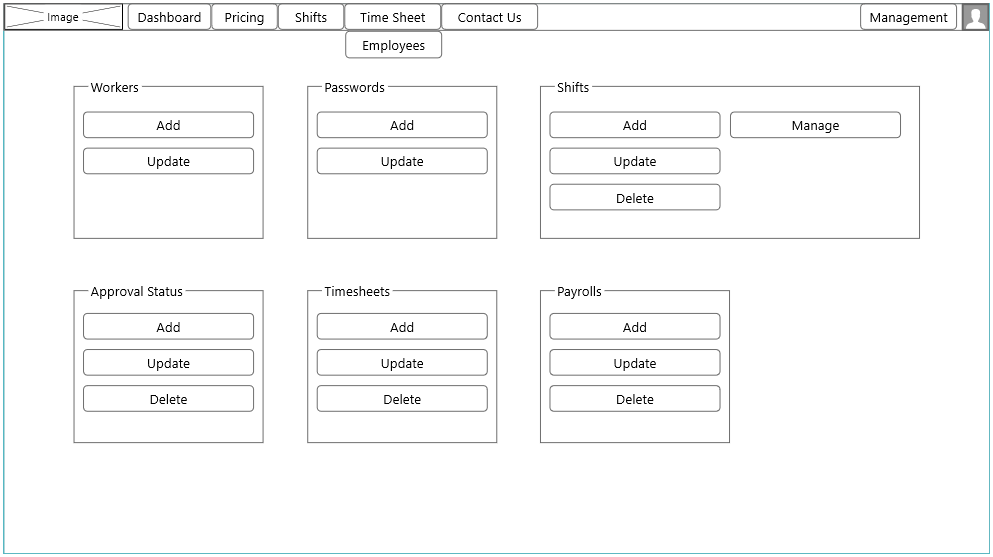 Image Dashboard Pricing Shifts Time Sheet Contact Us Management
Employees
Workers Passwords Shifts
Add Add Add Manage
Update Update Update
Delete
Approval Status Timesheets Payrolls
Add Add Add
Update Update Update
Delete Delete Delete